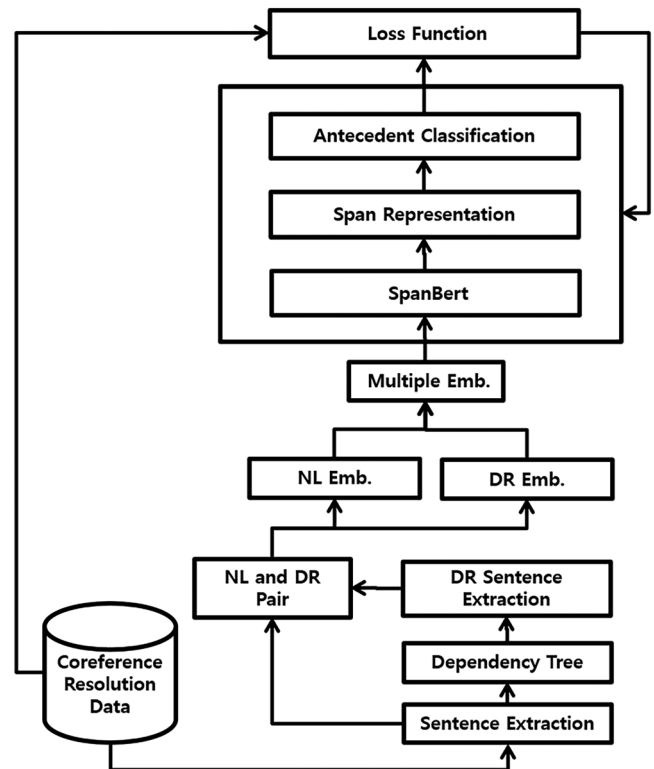 Loss Function
Antecedent Classification
Span Representation
SpanBert
Multiple Emb.
NL Emb.
DR Emb.
NL and DR
Pair
DR Sentence
Extraction
Coreference
Resolution
Data
Dependency Tree
Sentence Extraction